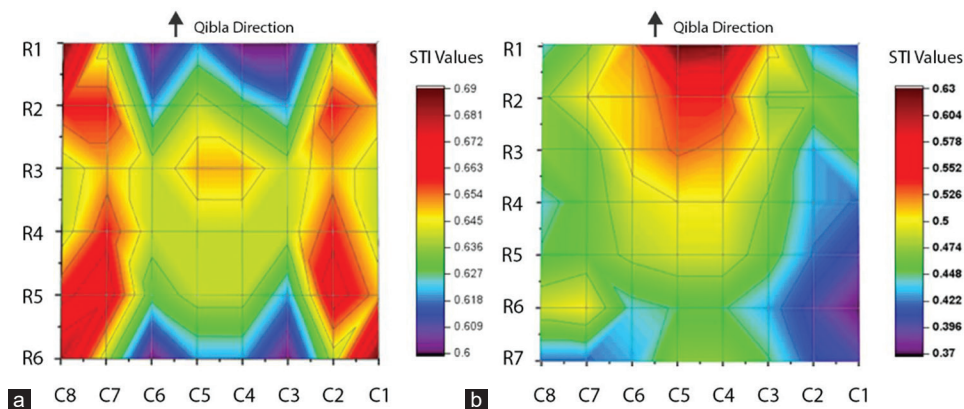 Qibla Direction
STI Values
R1
R2
R3
R4
R5
R6
0.69
0.681
0.672
0.663
0.654
0.645
0.636
0.627
0.618
0.609
0.6
a C8 C7 C6 C5 C4 C3 C2 C1
Qibla Direction
STI Values
R1
R2
R3
R4
R5
R6
R7
0.63
0.604
0.578
0.552
0.526
0.5
0.474
0.448
0.422
0.396
0.37
b C8 C7 C6 C5 C4 C3 C2 C1